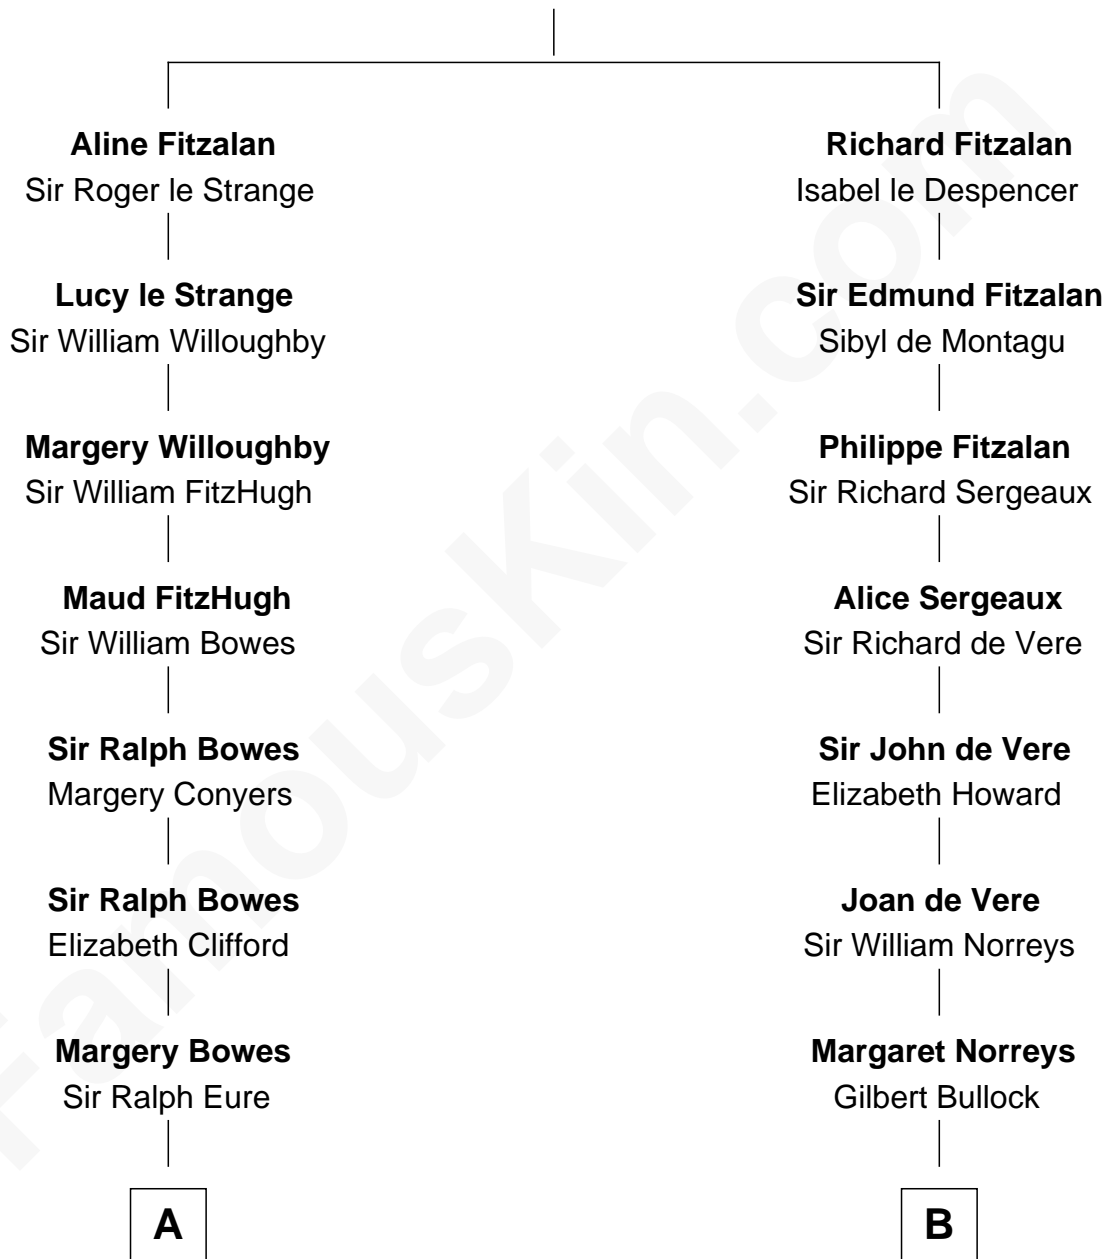 Aline Fitzalan
Sir Roger le Strange
Lucy le Strange
Sir William Willoughby
Margery Willoughby
Sir William FitzHugh
Maud FitzHugh
Sir William Bowes
Sir Ralph Bowes
Margery Conyers
Sir Ralph Bowes
Elizabeth Clifford
Margery Bowes
Sir Ralph Eure
A
Richard Fitzalan
Isabel le Despencer
Sir Edmund Fitzalan
Sibyl de Montagu
Philippe Fitzalan
Sir Richard Sergeaux
Alice Sergeaux
Sir Richard de Vere
Sir John de Vere
Elizabeth Howard
Joan de Vere
Sir William Norreys
Margaret Norreys
Gilbert Bullock
B
FamousKin.com